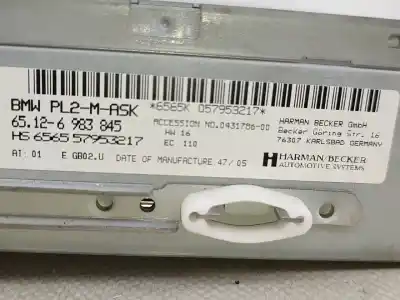 BMW PL2-M-ASK
*6565K 057953217*
65.12-6 983 845
ACCESSION NO.0431786-00
HW 16
HS 6565 57953217
EC 110
AT: 01 E GB02.U DATE OF MANUFACTURE 47/05
HARMAN BECKER GmbH
Becker Göring Str. 16
76307 KARLSBAD GERMANY
HARMAN/BECKER
AUTOMOTIVE SYSTEMS